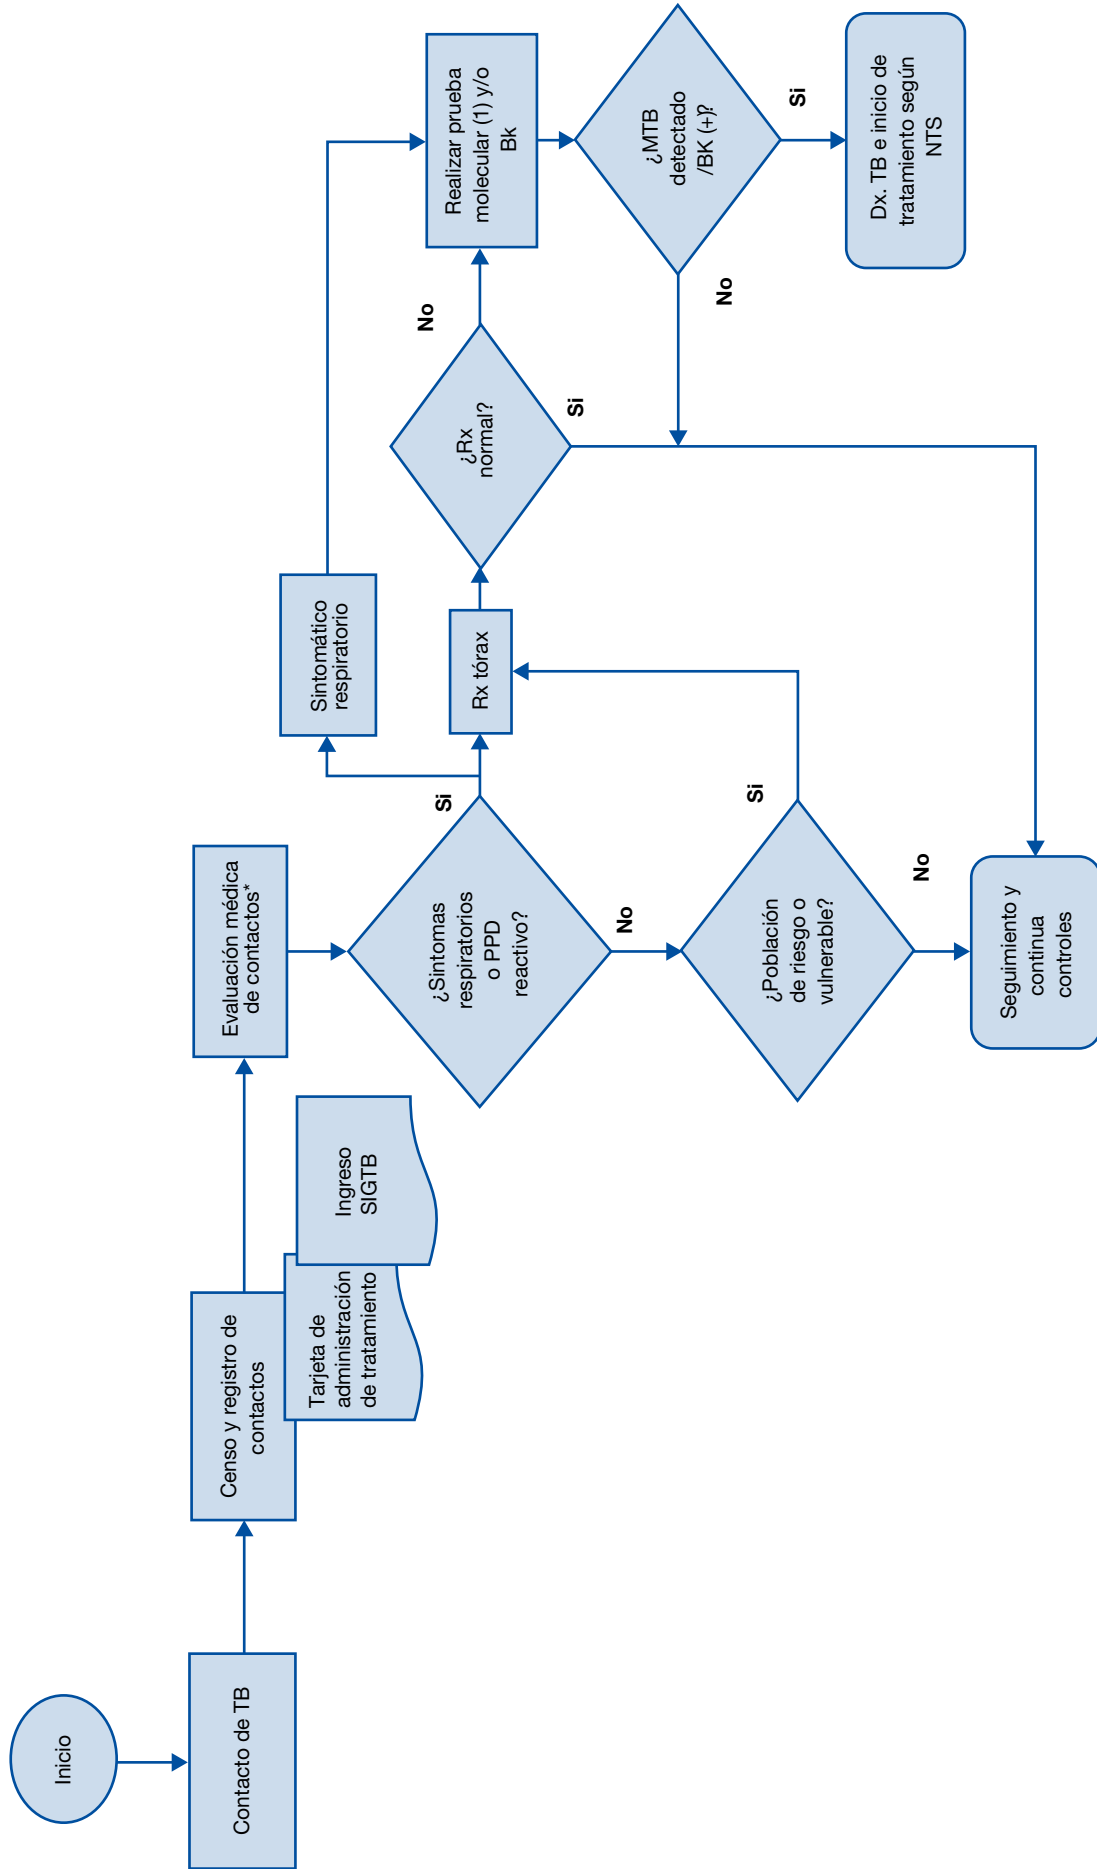 Inicio
Contacto de TB
Censo y registro de
contactos
Tarjeta de
administración
de tratamiento
Ingreso
SIGTB
Evaluación médica
de contactos*
¿Sintomas
respiratorios
o PPD
reactivo?
Si
No
Sintomático
respiratorio
Rx tórax
¿Población
de riesgo o
vulnerable?
Si
No
Seguimiento y
continua
controles
¿Rx
normal?
No
Si
Realizar prueba
molecular (1) y/o
Bk
¿MTB
detectado
/BK (+)?
No
Si
Dx. TB e inicio de
tratamiento según
NTS